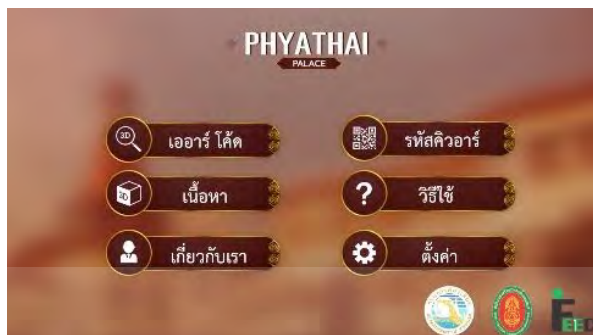 PHYATHAI
PALACE
3D
เออาร์ โค้ด
รหัสคิวอาร์
3D
เนื้อหา
?
วิธีใช้
เกี่ยวกับเรา
ตั้งค่า